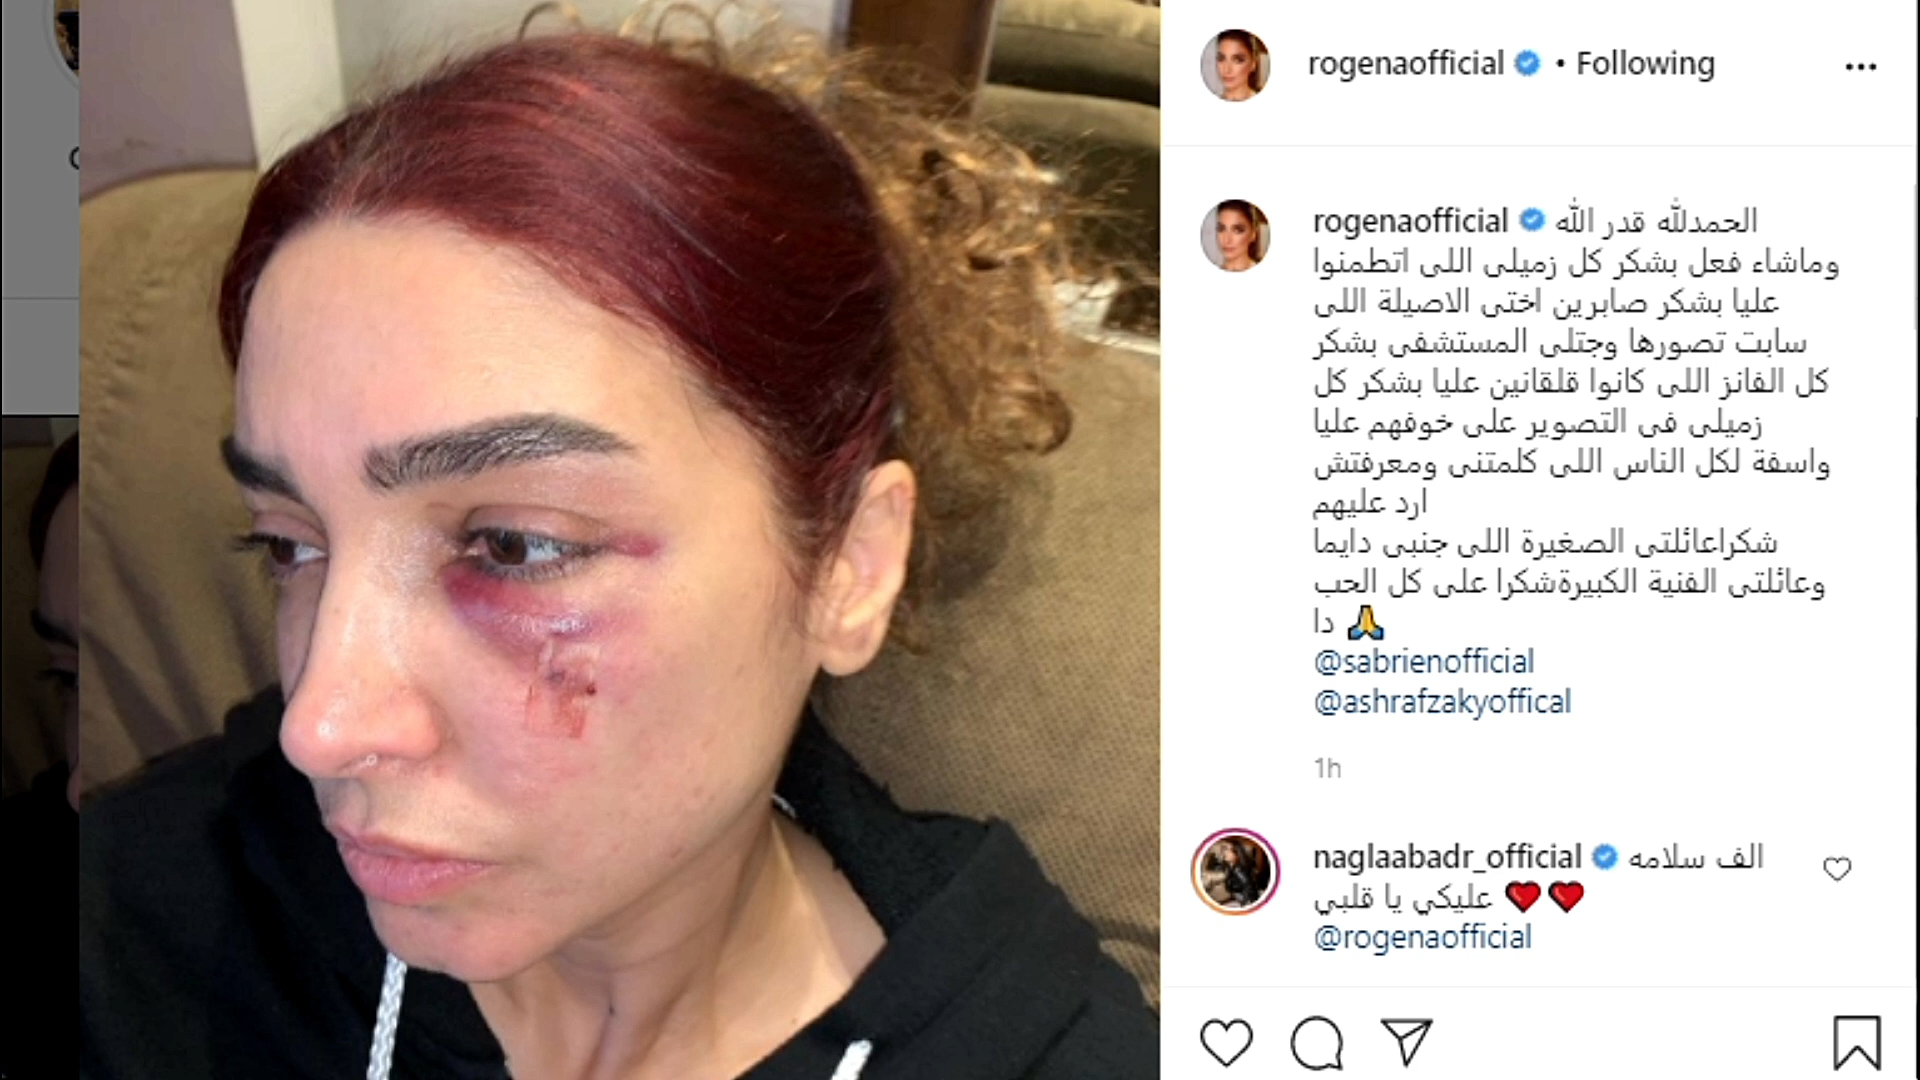 rogenaofficial • Following
rogenaofficial الحمدلله قدر الله
وماشاء فعل بشكر كل زميلى اللى اتطمنوا
عليا بشكر صابرين اختى الاصيلة اللى
سابت تصورها وجتلى المستشفى بشكر
كل الفانز اللى كانوا قلقانين عليا بشكر كل
زميلى فى التصوير على خوفهم عليا
واسفة لكل الناس اللى كلمتنى ومعرفتش
ارد عليهم
شكراعائلتى الصغيرة اللى جنبى دايما
وعائلتى الفنية الكبيرةشكرا على كل الحب
دا 🙏
@sabrienofficial
@ashrafzakyoffical
1h
naglaabadr_official الف سلامه
عليكي يا قلبي ❤️❤️
@rogenaofficial